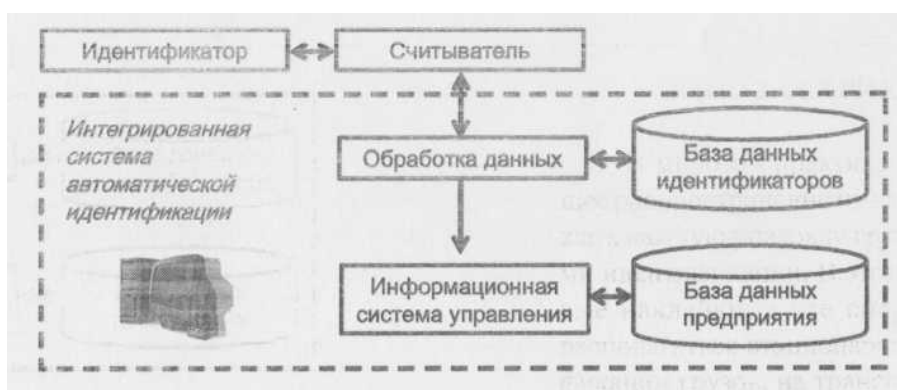 Идентификатор
Считыватель
Интегрированная
система
автоматической
идентификации
Обработка данных
База данных
идентификаторов
Информационная
система управления
База данных
предприятия